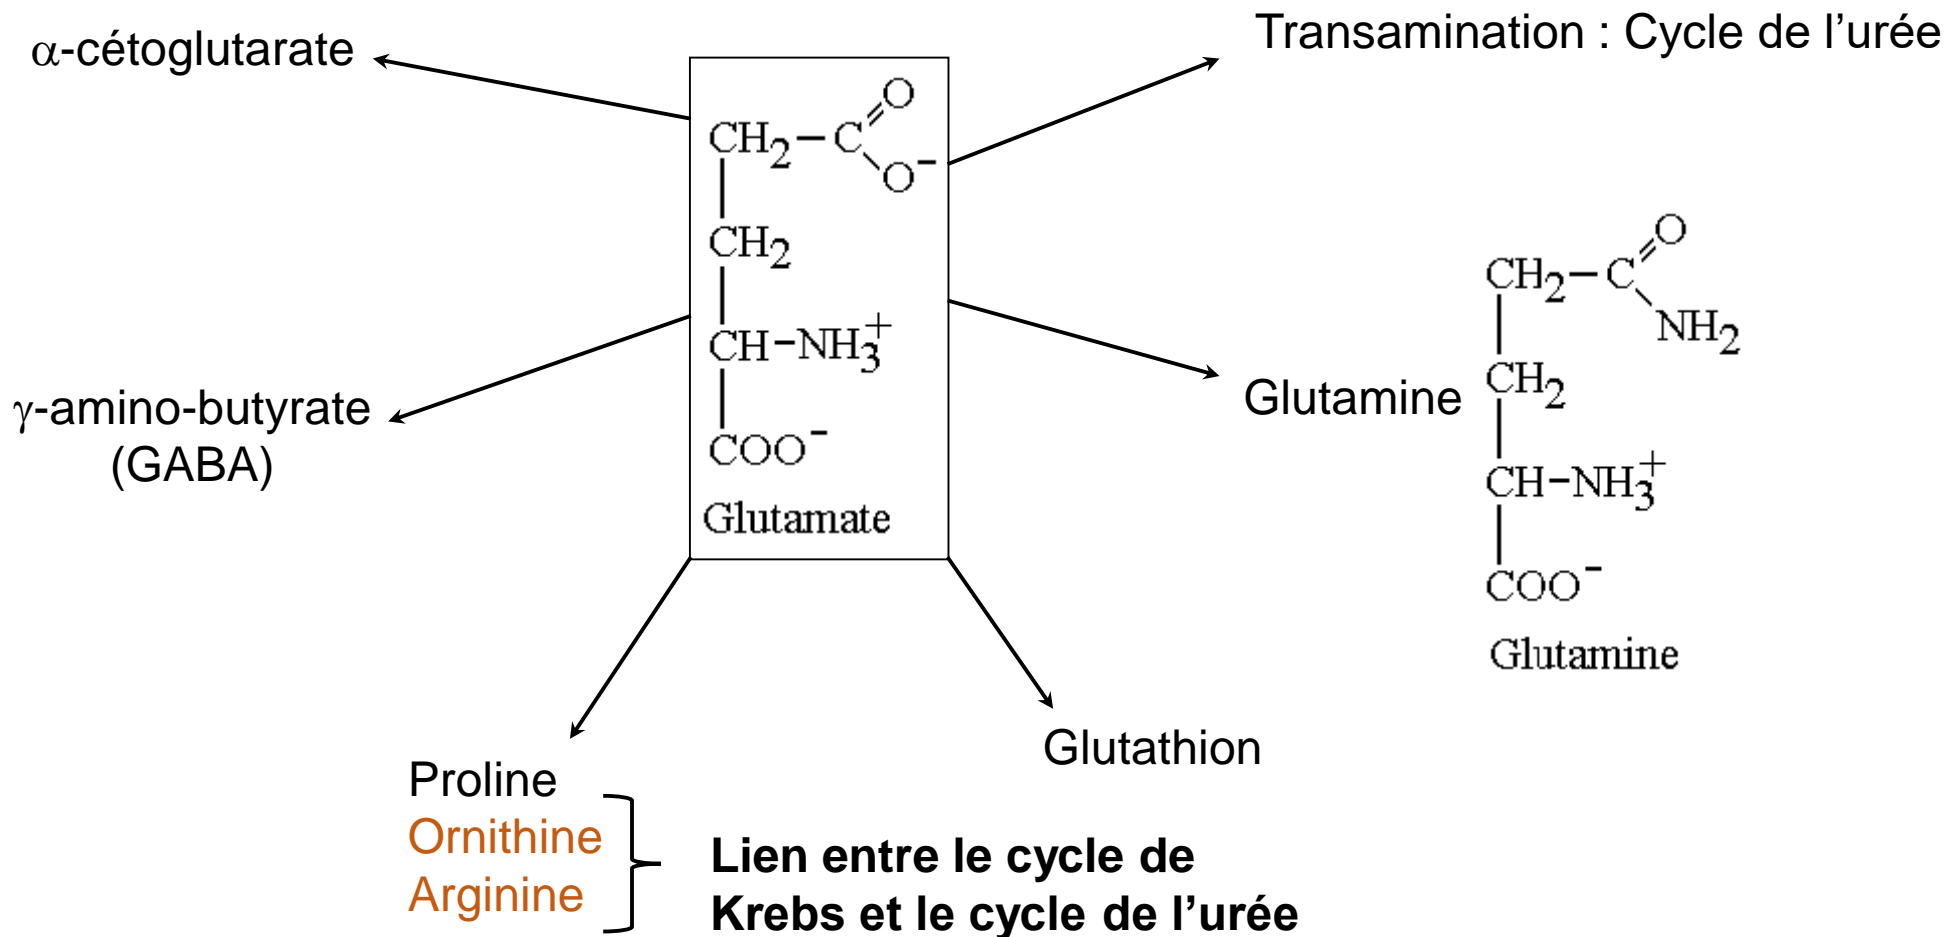 α-cétoglutarate
Transamination : Cycle de l’urée
CH2–C
O
O–
CH2
CH–NH3+
COO–
Glutamate
γ-amino-butyrate
(GABA)
Glutamine
CH2–C
O
NH2
CH2
CH–NH3+
COO–
Glutamine
Glutathion
Proline
Ornithine
Arginine
Lien entre le cycle de
Krebs et le cycle de l’urée